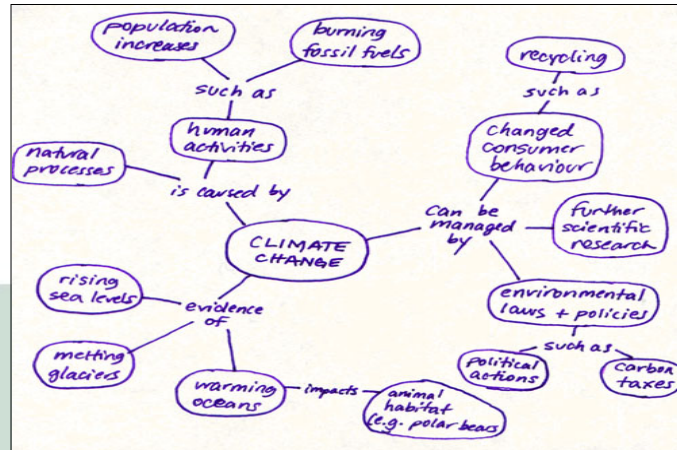 population
increases
burning
fossil fuels
such as
human
activities
natural
processes
is caused by
CLIMATE
CHANGE
recycling
such as
changed
consumer
behaviour
can be
managed
by
further
scientific
research
environmental
laws + policies
such as
political
actions
carbon
taxes
evidence
of
rising
sea levels
melting
glaciers
warming
oceans
impacts
animal
habitat
(e.g. polar bears